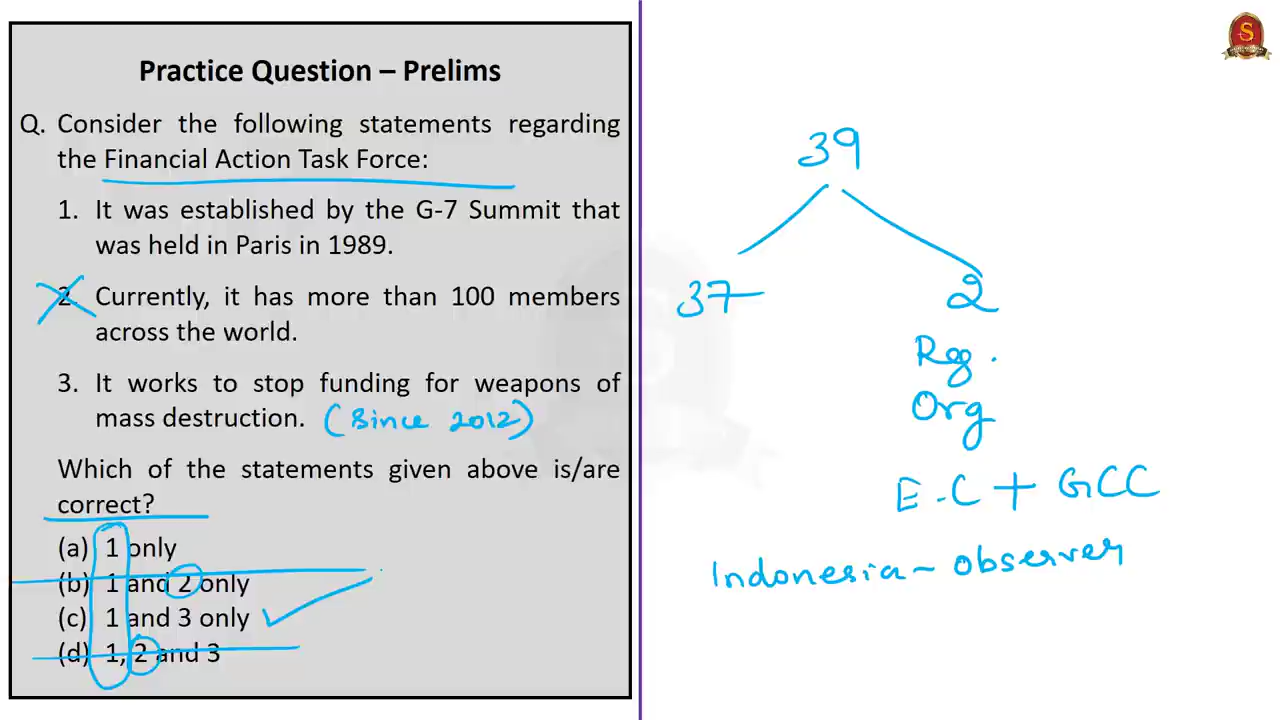 Practice Question – Prelims
Q. Consider the following statements regarding
the Financial Action Task Force:
1. It was established by the G-7 Summit that
was held in Paris in 1989.
2. Currently, it has more than 100 members
across the world.
3. It works to stop funding for weapons of
mass destruction. (Since 2012)
Which of the statements given above is/are
correct?
(a) 1 only
(b) 1 and 2 only
(c) 1 and 3 only
(d) 1, 2 and 3
39
37 2
Reg.
Org
E.C + GCC
Indonesia - observer
S